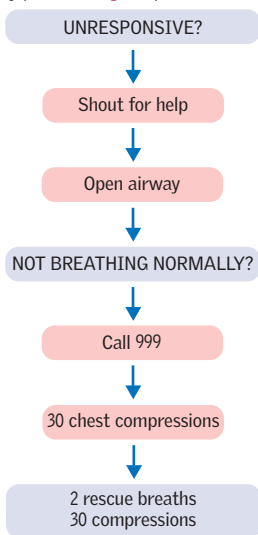 UNRESPONSIVE?
Shout for help
Open airway
NOT BREATHING NORMALLY?
Call 999
30 chest compressions
2 rescue breaths
30 compressions